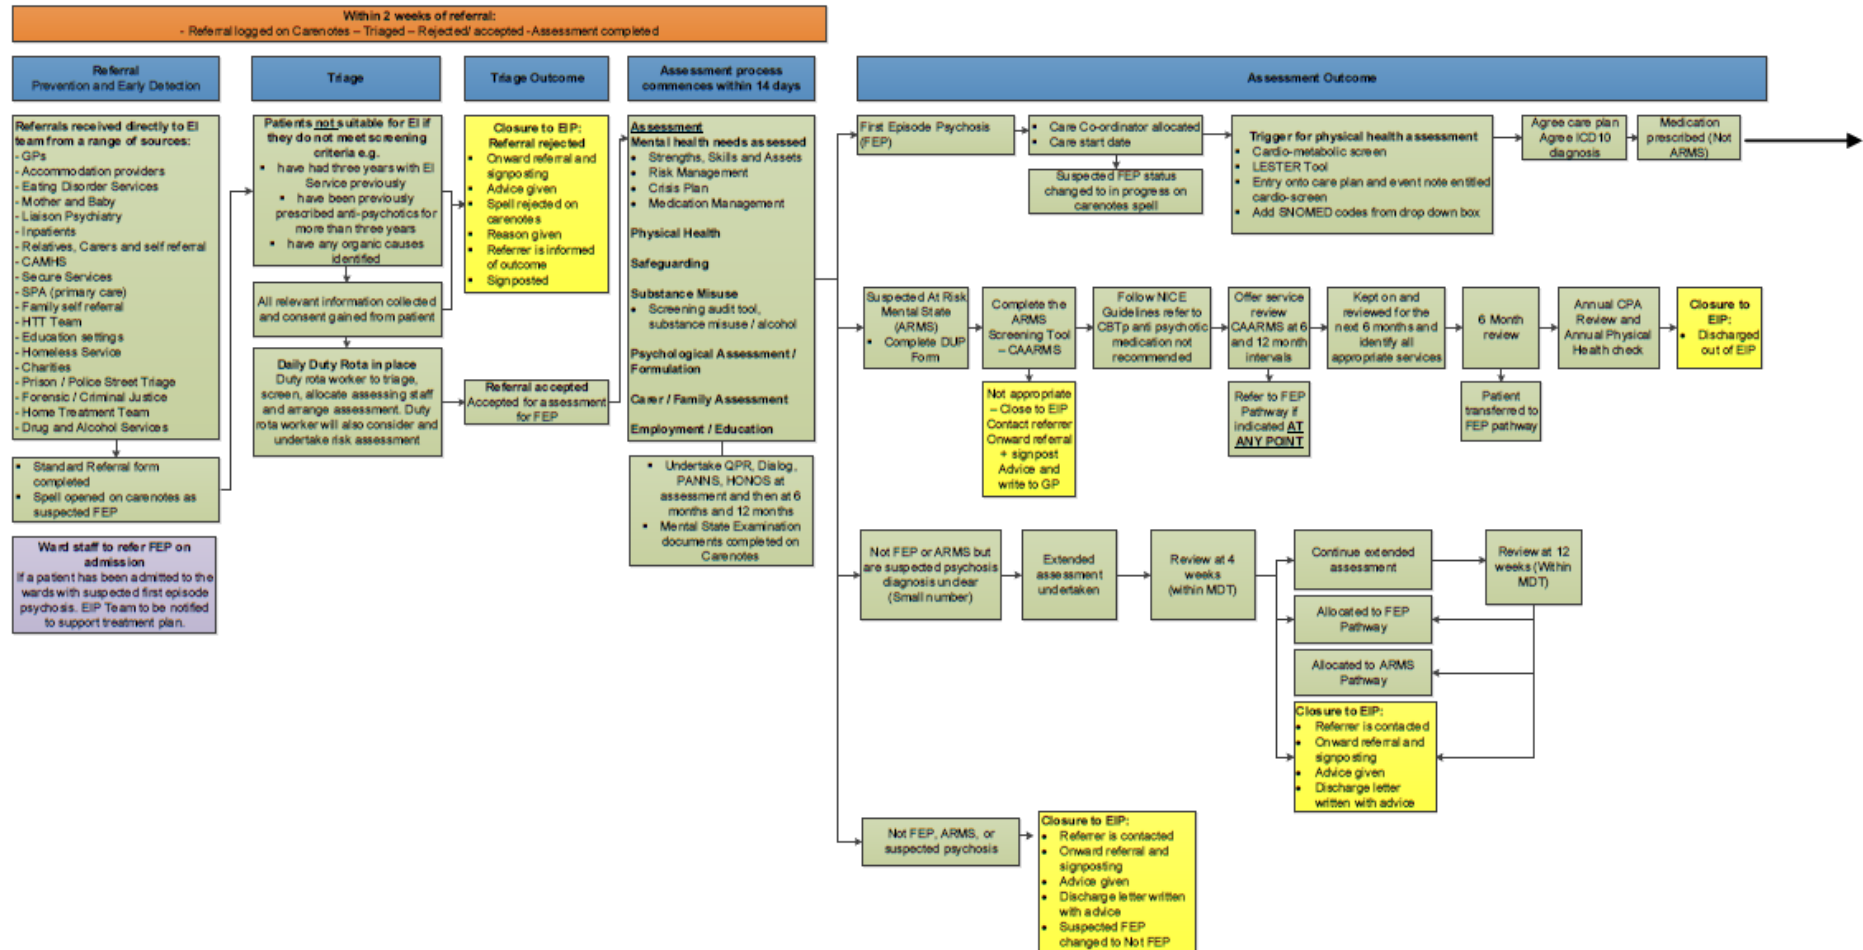 Within 2 weeks of referral:
- Referral logged on Carenotes – Triaged – Rejected/ accepted -Assessment completed
Referral
Prevention and Early Detection
Triage
Triage Outcome
Assessment process
commences within 14 days
Assessment Outcome
Referrals received directly to EI
team from a range of sources:
- GPs
- Accommodation providers
- Eating Disorder Services
- Mother and Baby
- Liaison Psychiatry
- Inpatients
- Relatives, Carers and self referral
- CAMHS
- Secure Services
- SPA (primary care)
- Family self referral
- HTT Team
- Education settings
- Homeless Service
- Charities
- Prison / Police Street Triage
- Forensic / Criminal Justice
- Home Treatment Team
- Drug and Alcohol Services
▪ Standard Referral form
completed
▪ Spell opened on carenotes as
suspected FEP
Ward staff to refer FEP on
admission
If a patient has been admitted to the
wards with suspected first episode
psychosis. EIP Team to be notified
to support treatment plan.
Patients not suitable for EI if
they do not meet screening
criteria e.g.
▪ have had three years with EI
Service previously
▪ have been previously
prescribed anti-psychotics for
more than three years
▪ have any organic causes
identified
All relevant information collected
and consent gained from patient
Daily Duty Rota in place
Duty rota worker to triage,
screen, allocate assessing staff
and arrange assessment. Duty
rota worker will also consider and
undertake risk assessment
Closure to EIP:
Referral rejected
▪ Onward referral and
signposting
▪ Advice given
▪ Spell rejected on
carenotes
▪ Reason given
▪ Referrer is informed
of outcome
▪ Signposted
Referral accepted
Accepted for assessment
for FEP
Assessment
Mental health needs assessed
▪ Strengths, Skills and Assets
▪ Risk Management
▪ Crisis Plan
▪ Medication Management
Physical Health
Safeguarding
Substance Misuse
▪ Screening audit tool,
substance misuse / alcohol
Psychological Assessment /
Formulation
Carer / Family Assessment
Employment / Education
▪ Undertake QPR, Dialog,
PANNS, HONOS at
assessment and then at 6
months and 12 months
▪ Mental State Examination
documents completed on
Carenotes
First Episode Psychosis
(FEP)
▪ Care Co-ordinator allocated
▪ Care start date
Suspected FEP status
changed to in progress on
carenotes spell
Trigger for physical health assessment
▪ Cardio-metabolic screen
▪ LESTER Tool
▪ Entry onto care plan and event note entitled
cardio-screen
▪ Add SNOMED codes from drop down box
Agree care plan
Agree ICD10
diagnosis
Medication
prescribed (Not
ARMS)
Suspected At Risk
Mental State
(ARMS)
▪ Complete DUP
Form
Complete the
ARMS
Screening Tool
– CAARMS
Not appropriate
– Close to EIP
Contact referrer
Onward referral
+ signpost
Advice and
write to GP
Follow NICE
Guidelines refer to
CBTp anti psychotic
medication not
recommended
Offer service
review
CAARMS at 6
and 12 month
intervals
Refer to FEP
Pathway if
indicated AT
ANY POINT
Kept on and
reviewed for the
next 6 months and
identify all
appropriate services
6 Month
review
Patient
transferred to
FEP pathway
Annual CPA
Review and
Annual Physical
Health check
Closure to
EIP:
▪ Discharged
out of EIP
Not FEP or ARMS but
are suspected psychosis
diagnosis unclear
(Small number)
Extended
assessment
undertaken
Review at 4
weeks
(within MDT)
Continue extended
assessment
Review at 12
weeks (Within
MDT)
Allocated to FEP
Pathway
Allocated to ARMS
Pathway
Closure to EIP:
• Referrer is contacted
• Onward referral and
signposting
• Advice given
• Discharge letter
written with advice
Not FEP, ARMS, or
suspected psychosis
Closure to EIP:
• Referrer is contacted
• Onward referral and
signposting
• Advice given
• Discharge letter written
with advice
• Suspected FEP
changed to Not FEP